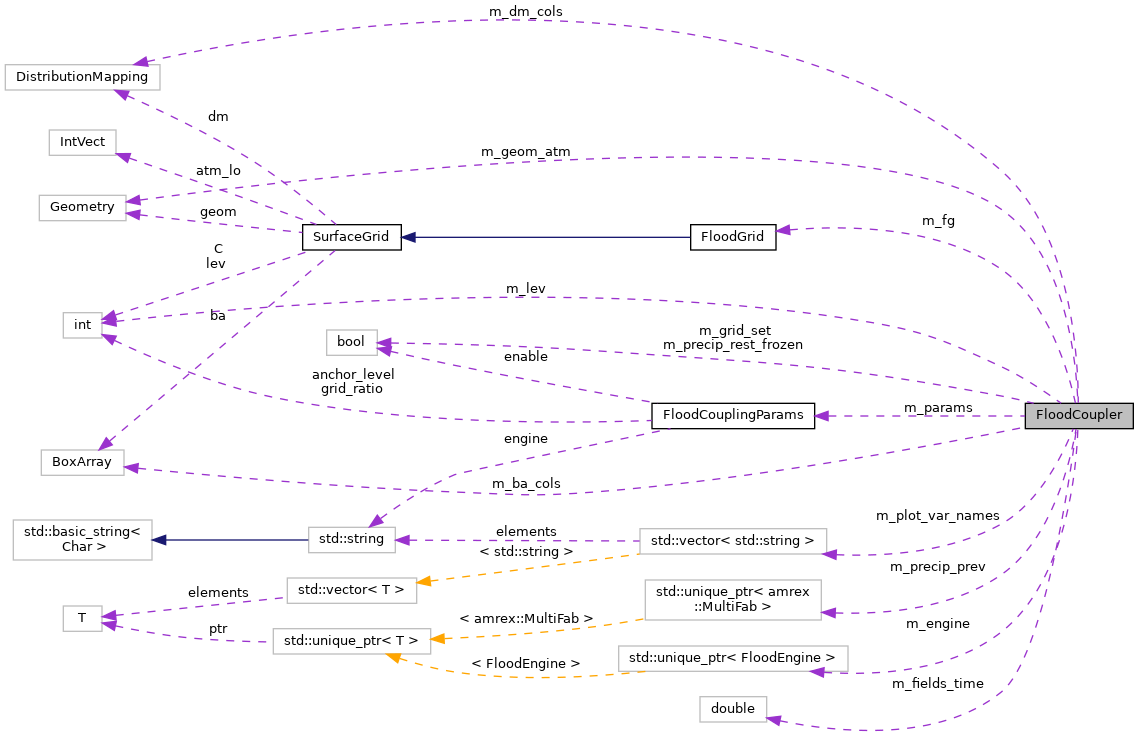 m_dm_cols
DistributionMapping
dm
IntVect
m_geom_atm
atm_lo
Geometry
geom
m_fg
SurfaceGrid
FloodGrid
C
lev
m_lev
ba
int
m_grid_set
bool
m_precip_rest_frozen
enable
anchor_level
grid_ratio
FloodCouplingParams
m_params
FloodCoupler
engine
BoxArray
m_ba_cols
m_plot_var_names
std::basic_string<
Char >
std::string
elements
std::vector< std::string >
< std::string >
m_precip_prev
std::vector< T >
elements
std::unique_ptr< amrex
::MultiFab >
T
ptr
< amrex::MultiFab >
m_engine
std::unique_ptr< T >
std::unique_ptr< FloodEngine >
< FloodEngine >
m_fields_time
double